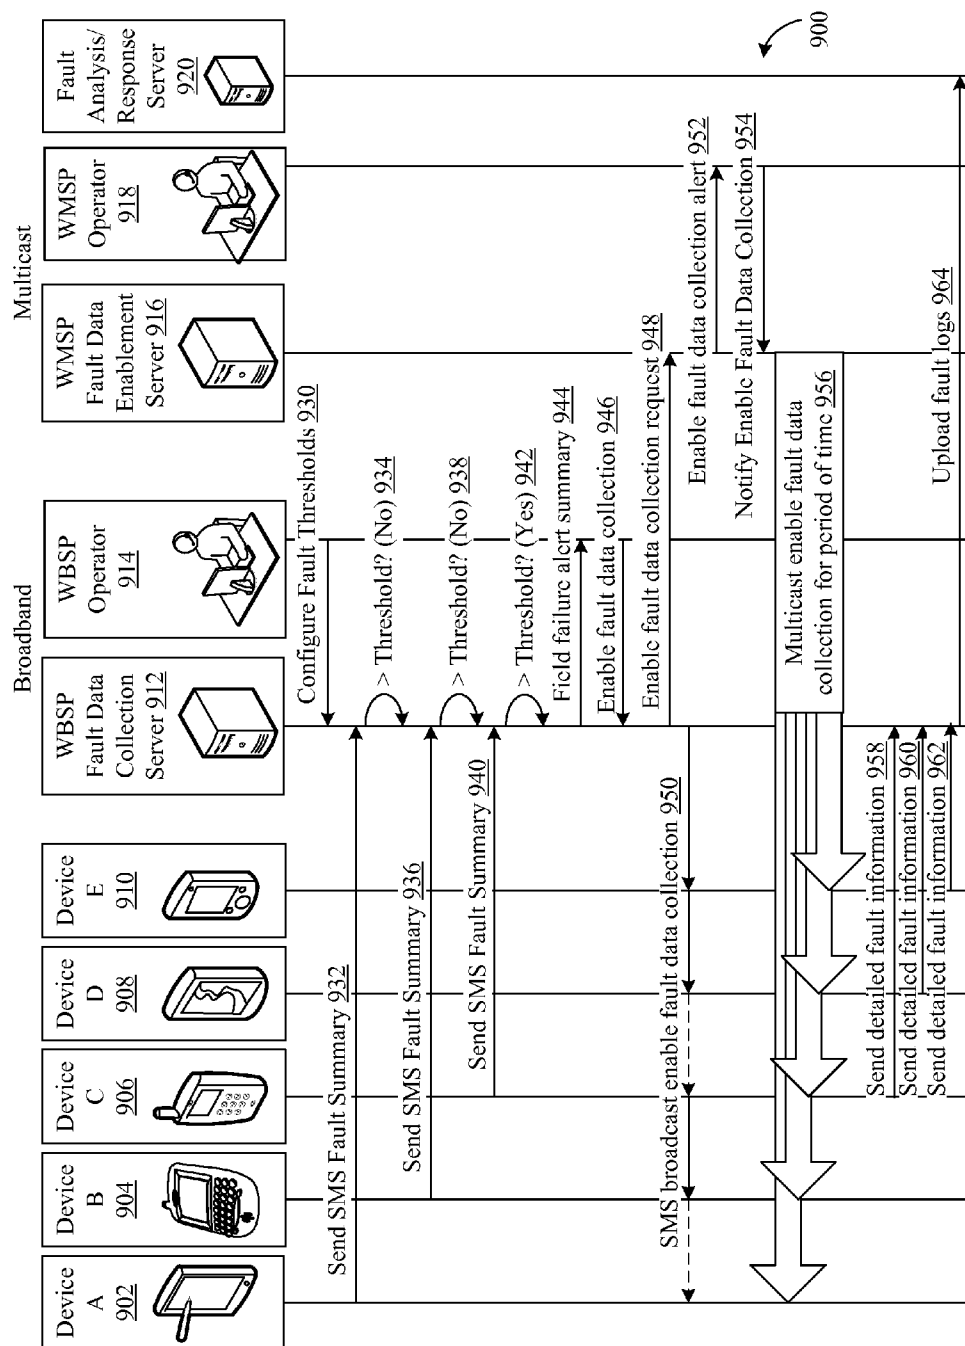 Broadband
Multicast
Device
A
902
Device
B
904
Device
C
906
Device
D
908
Device
E
910
WBSP
Fault Data
Collection
Server 912
WBSP
Operator
914
WMSP
Fault Data
Enablement
Server 916
WMSP
Operator
918
Fault
Analysis/
Response
Server
920
900
Configure Fault Thresholds 930
Send SMS Fault Summary 932
> Threshold? (No) 934
Send SMS Fault Summary 936
> Threshold? (No) 938
Send SMS Fault Summary 940
> Threshold? (Yes) 942
Field failure alert summary 944
Enable fault data collection 946
Enable fault data collection request 948
SMS broadcast enable fault data collection 950
Enable fault data collection alert 952
Notify Enable Fault Data Collection 954
Multicast enable fault data
collection for period of time 956
Send detailed fault information 958
Send detailed fault information 960
Send detailed fault information 962
Upload fault logs 964